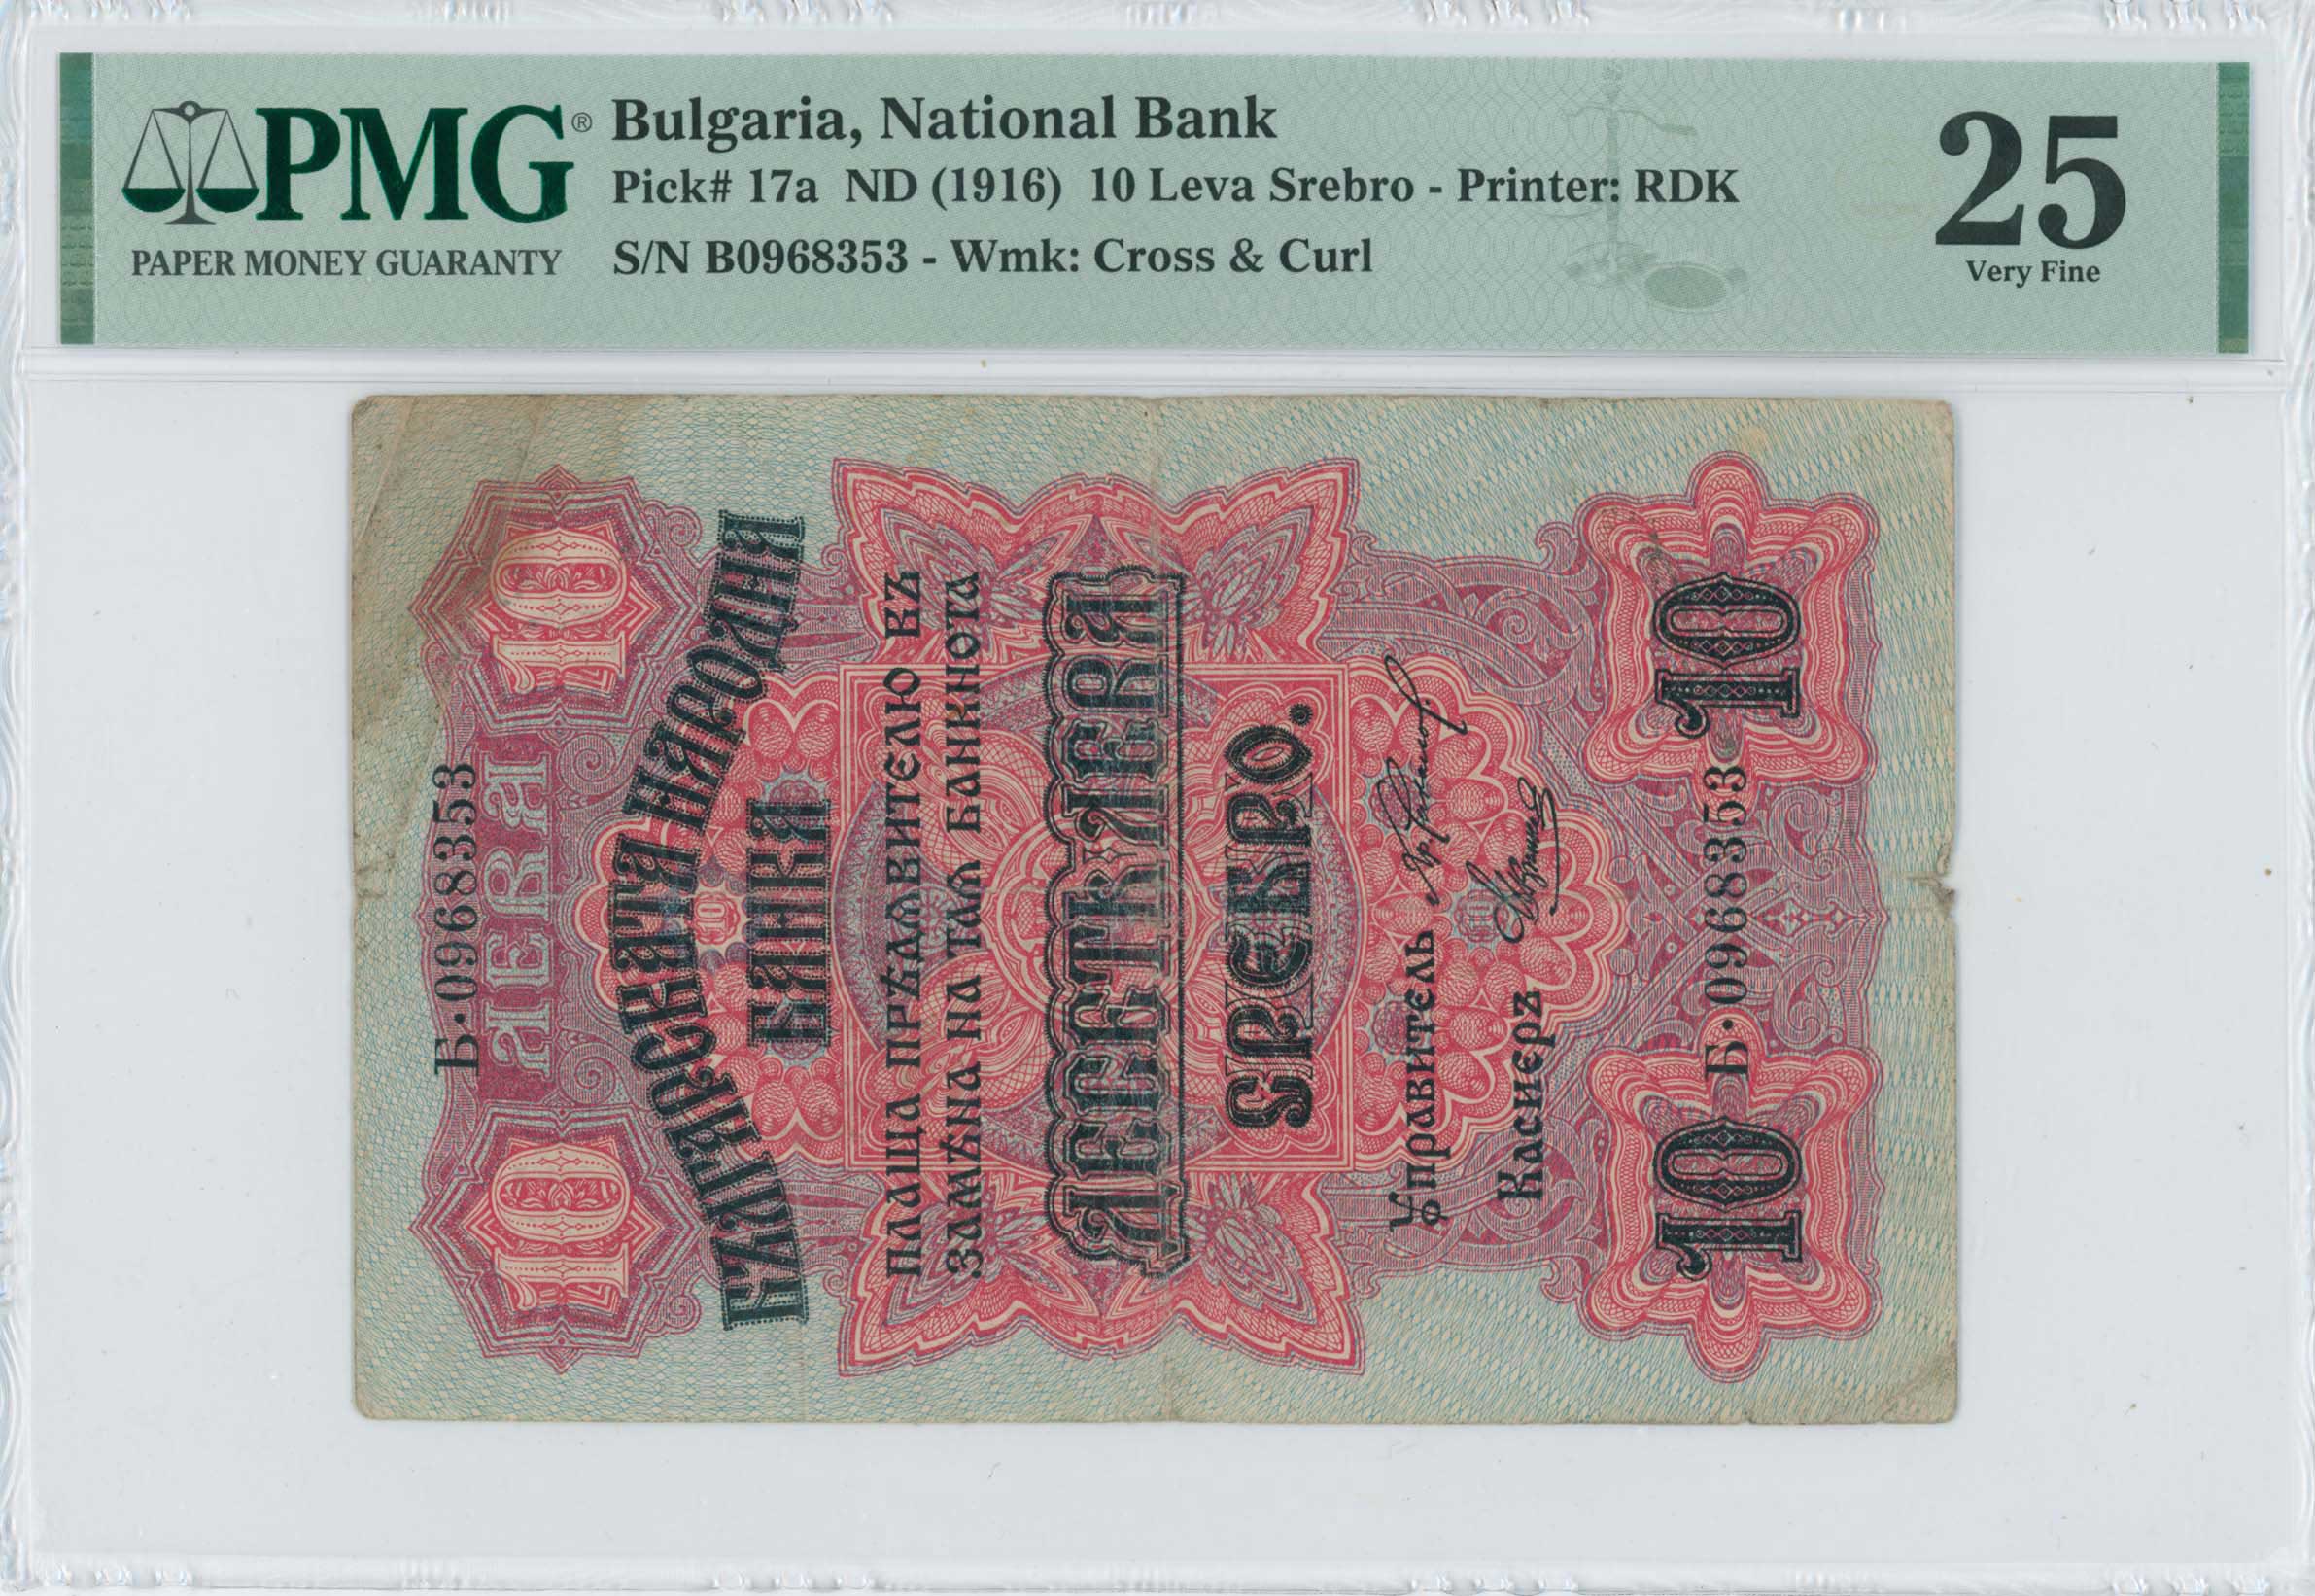 PMG®
PAPER MONEY GUARANTY
Bulgaria, National Bank
Pick# 17a ND (1916) 10 Leva Srebro - Printer: RDK
S/N B0968353 - Wmk: Cross & Curl
25
Very Fine
Б·0968353
10 ЛЕВА 10
БЪЛГАРСКАТА НАРОДНА
БАНКА
ПЛАЩА ПРѢДЯВИТЕЛЮ ВЪ
ЗАМѢНА НА ТАЯ БАНКНОТА
ДЕСЕТЬ ЛЕВА
СРЕБРО.
Управитель
Касиеръ
10 Б·0968353 10